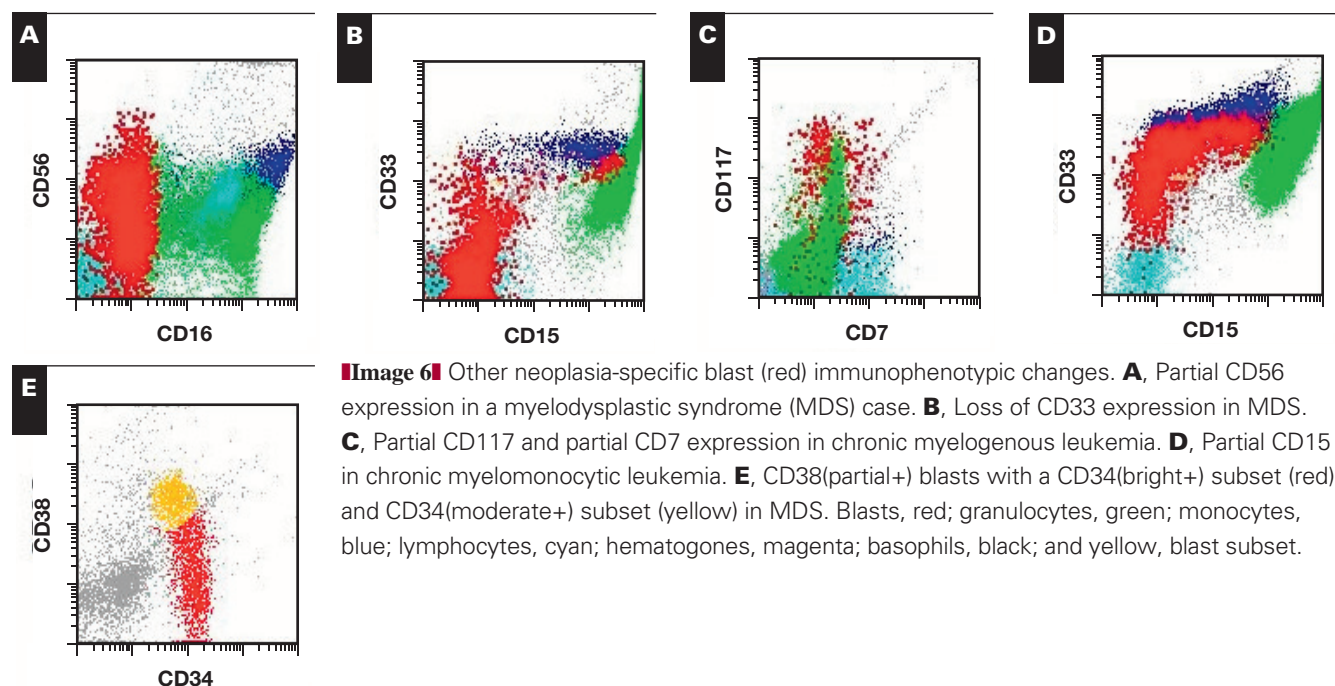 A
B
C
D
CD56
CD33
CD117
CD33
CD16
CD15
CD7
CD15
E
CD38
CD34
Image 6 Other neoplasia-specific blast (red) immunophenotypic changes. A, Partial CD56
expression in a myelodysplastic syndrome (MDS) case. B, Loss of CD33 expression in MDS.
C, Partial CD117 and partial CD7 expression in chronic myelogenous leukemia. D, Partial CD15
in chronic myelomonocytic leukemia. E, CD38(partial+) blasts with a CD34(bright+) subset (red)
and CD34(moderate+) subset (yellow) in MDS. Blasts, red; granulocytes, green; monocytes,
blue; lymphocytes, cyan; hematogones, magenta; basophils, black; and yellow, blast subset.